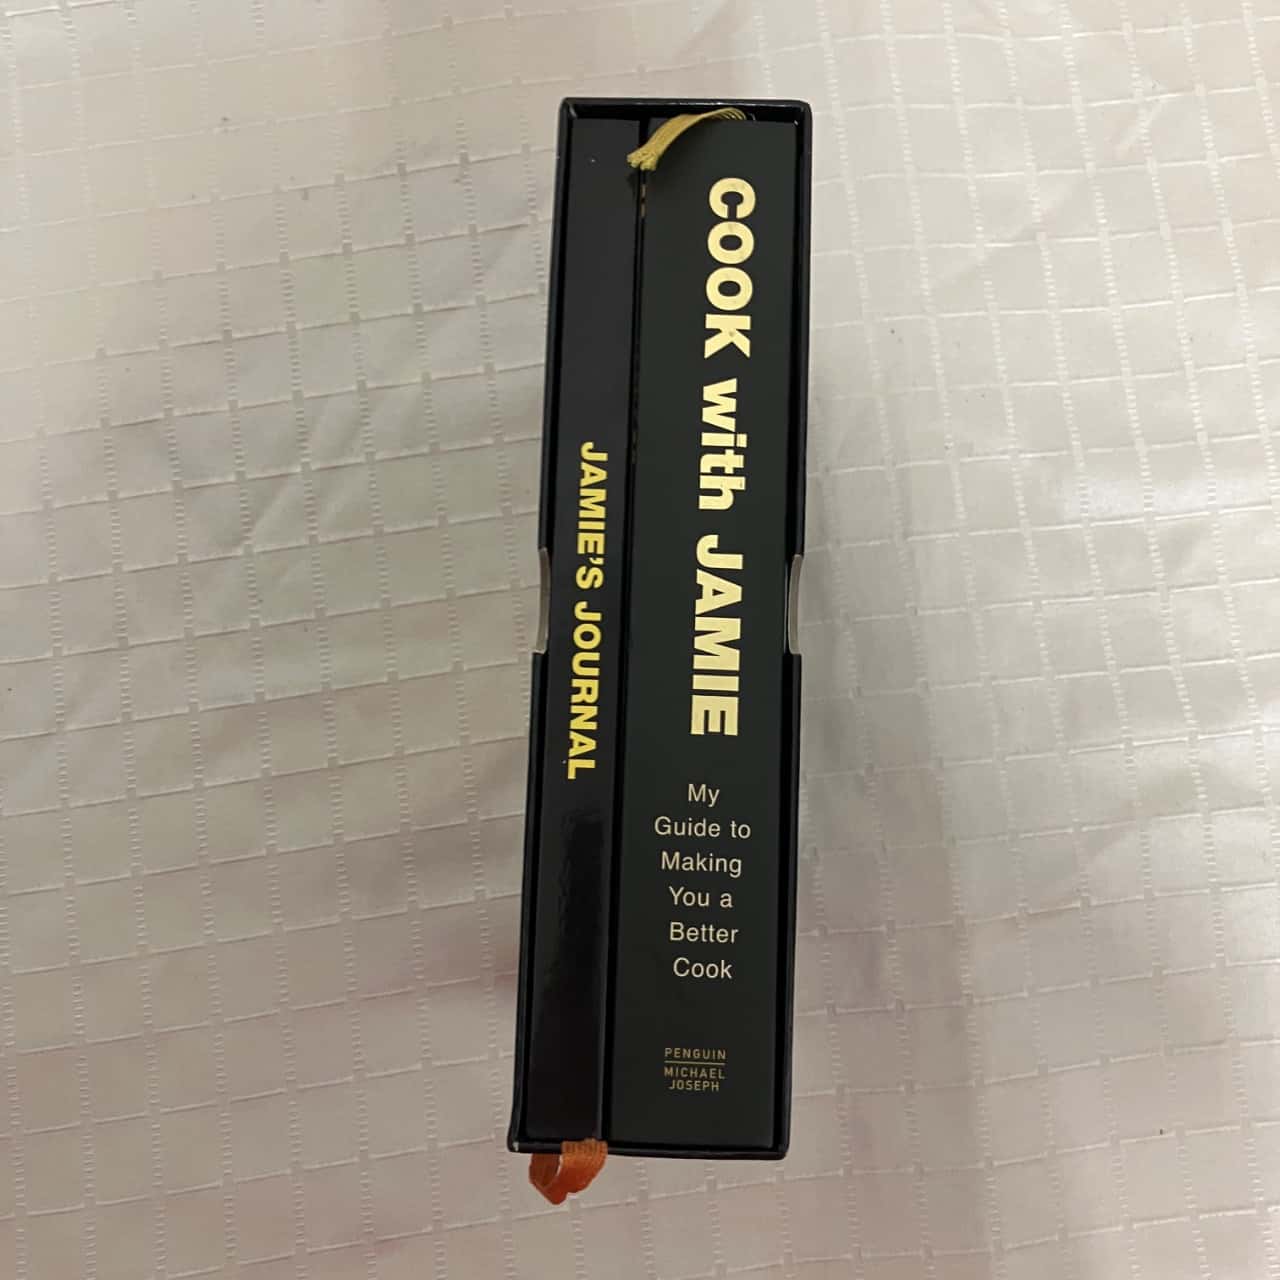 JAMIE'S JOURNAL
COOK with JAMIE
My
Guide to
Making
You a
Better
Cook
PENGUIN
MICHAEL
JOSEPH